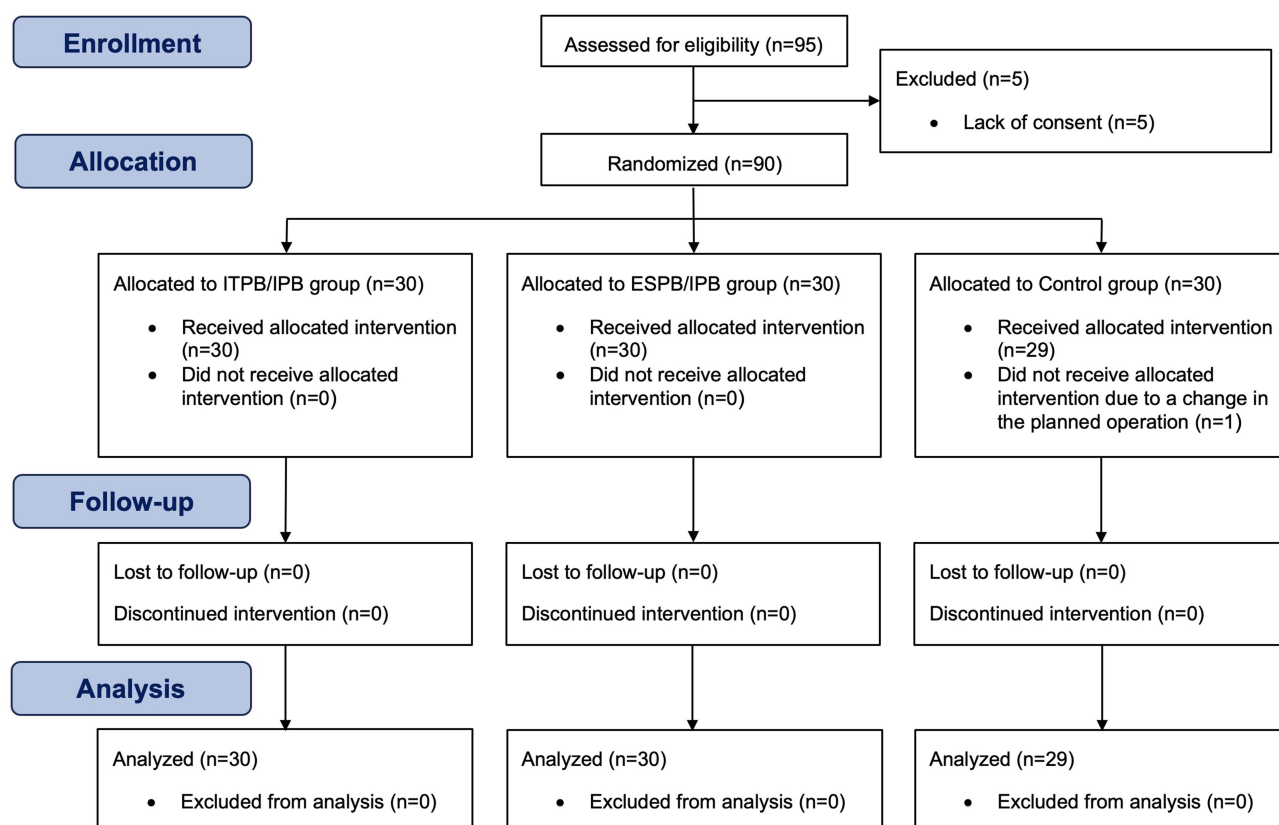 Enrollment
Assessed for eligibility (n=95)
Excluded (n=5)
• Lack of consent (n=5)
Allocation
Randomized (n=90)
Allocated to ITPB/IPB group (n=30)
• Received allocated intervention
(n=30)
• Did not receive allocated
intervention (n=0)
Allocated to ESPB/IPB group (n=30)
• Received allocated intervention
(n=30)
• Did not receive allocated
intervention (n=0)
Allocated to Control group (n=30)
• Received allocated intervention
(n=29)
• Did not receive allocated
intervention due to a change in
the planned operation (n=1)
Follow-up
Lost to follow-up (n=0)
Discontinued intervention (n=0)
Lost to follow-up (n=0)
Discontinued intervention (n=0)
Lost to follow-up (n=0)
Discontinued intervention (n=0)
Analysis
Analyzed (n=30)
• Excluded from analysis (n=0)
Analyzed (n=30)
• Excluded from analysis (n=0)
Analyzed (n=29)
• Excluded from analysis (n=0)